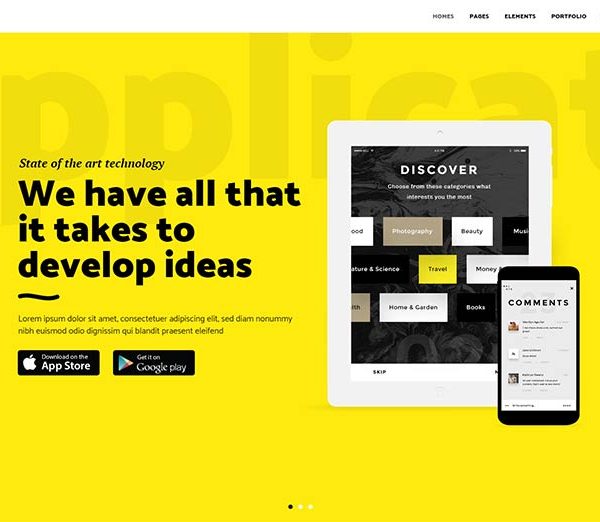 HOMES PAGES ELEMENTS PORTFOLIO
applicat
State of the art technology
We have all that
it takes to
develop ideas
Lorem ipsum dolor sit amet, consectetuer adipiscing elit, sed diam nonummy
nibh euismod odio dignissim qui blandit praesent eleifend
Download on the
App Store
Get it on
Google play
DISCOVER
Choose from these categories what
interests you the most
ood Photography Beauty Musi
ature & Science Travel Money
lth Home & Garden Books
SKIP N
COMMENTS